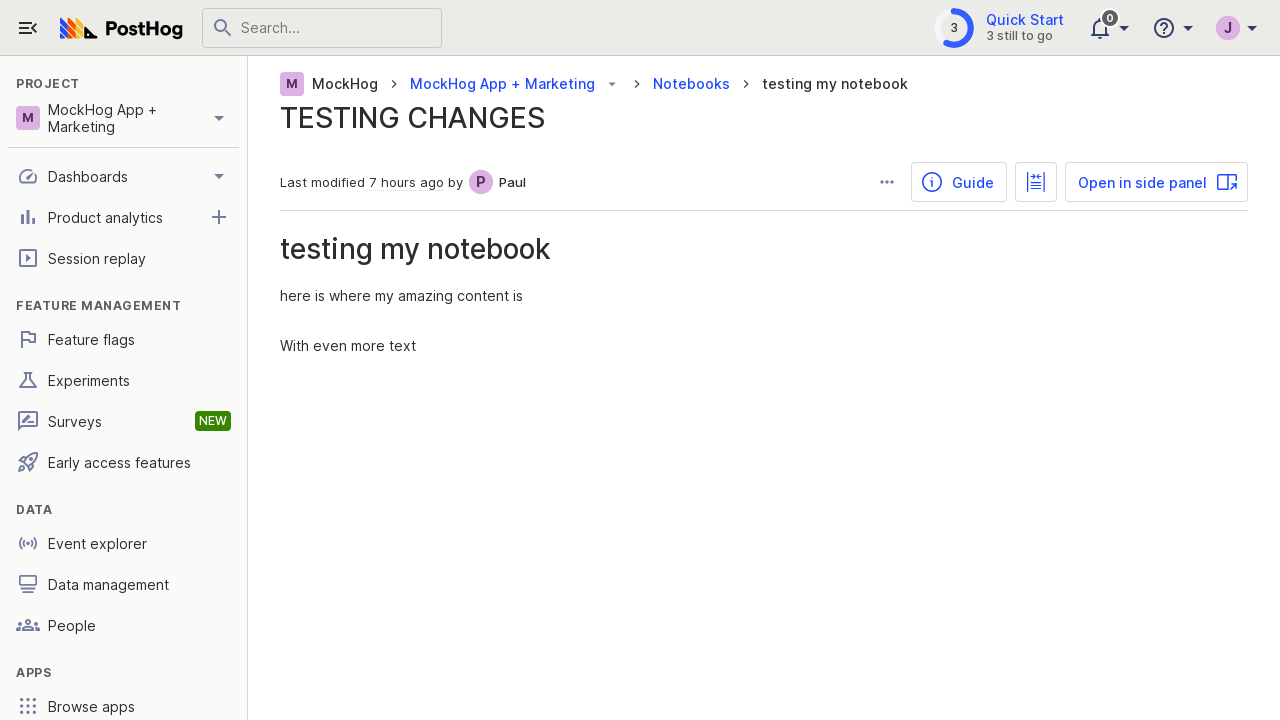 PostHog
Search...
3
Quick Start
3 still to go
0
J
PROJECT
M
MockHog App +
Marketing
Dashboards
Product analytics
Session replay
FEATURE MANAGEMENT
Feature flags
Experiments
Surveys
NEW
Early access features
DATA
Event explorer
Data management
People
APPS
Browse apps
M MockHog > MockHog App + Marketing > Notebooks > testing my notebook
TESTING CHANGES
Last modified 7 hours ago by P Paul
Guide
Open in side panel
testing my notebook
here is where my amazing content is
With even more text